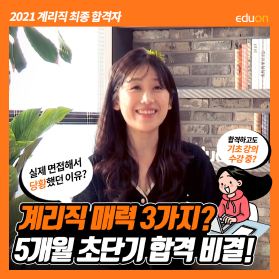 2021 계리직 최종 합격자
eduon
실제 면접에서
당황했던 이유?
합격하고도
기초 강의
수강 중?
계리직 매력 3가지?
5개월 초단기 합격 비결!